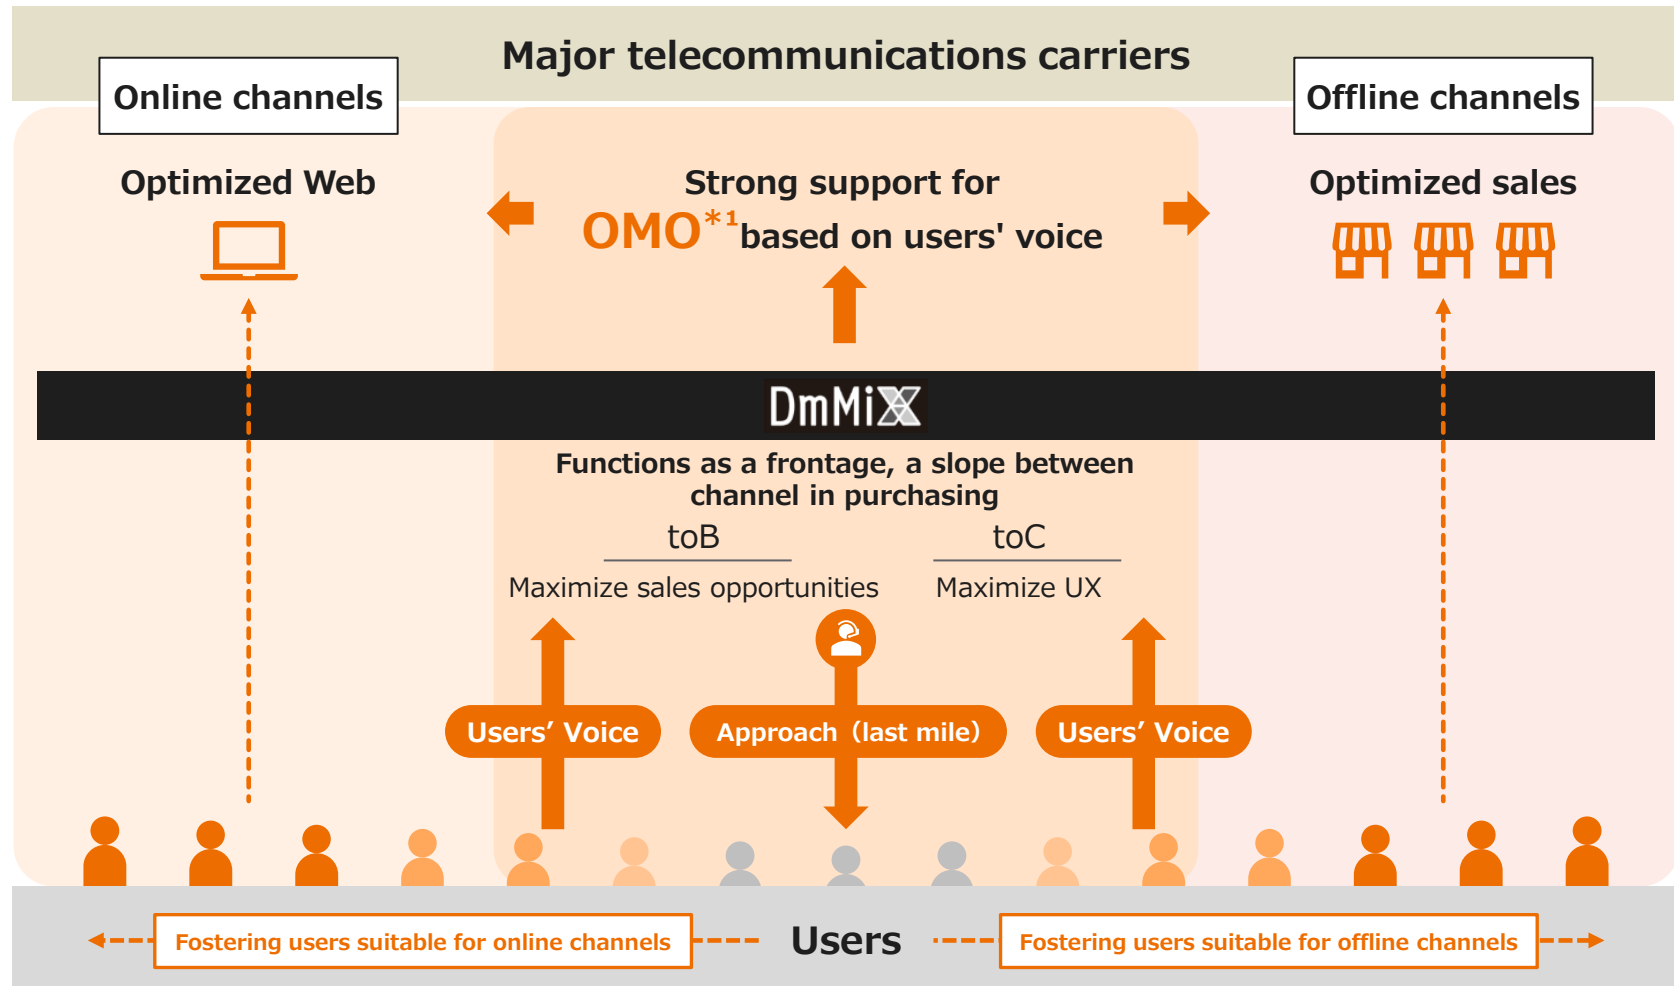 Major telecommunications carriers
Online channels
Offline channels
Optimized Web
Strong support for
OMO*1 based on users' voice
Optimized sales
DmMiX
Functions as a frontage, a slope between
channel in purchasing
toB
toC
Maximize sales opportunities
Maximize UX
Users’ Voice
Approach（last mile）
Users’ Voice
Fostering users suitable for online channels
Users
Fostering users suitable for offline channels